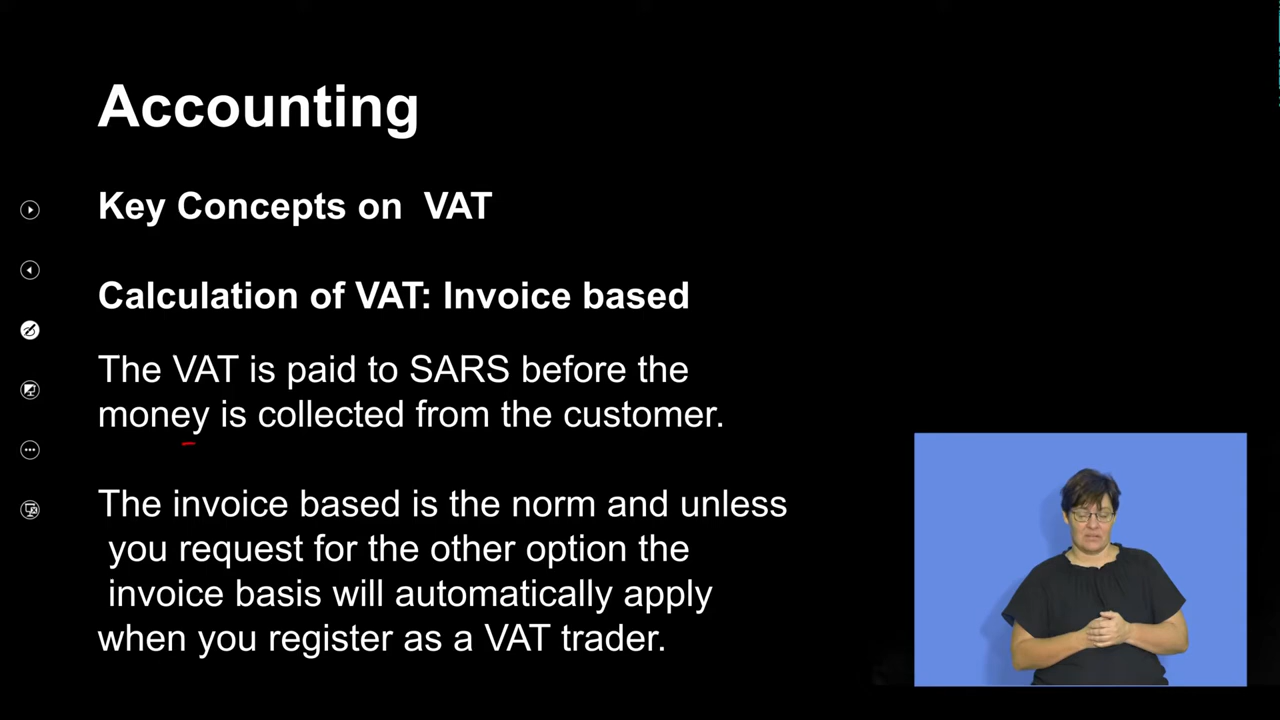 Accounting
Key Concepts on VAT
Calculation of VAT: Invoice based
The VAT is paid to SARS before the
money is collected from the customer.
The invoice based is the norm and unless
you request for the other option the
invoice basis will automatically apply
when you register as a VAT trader.